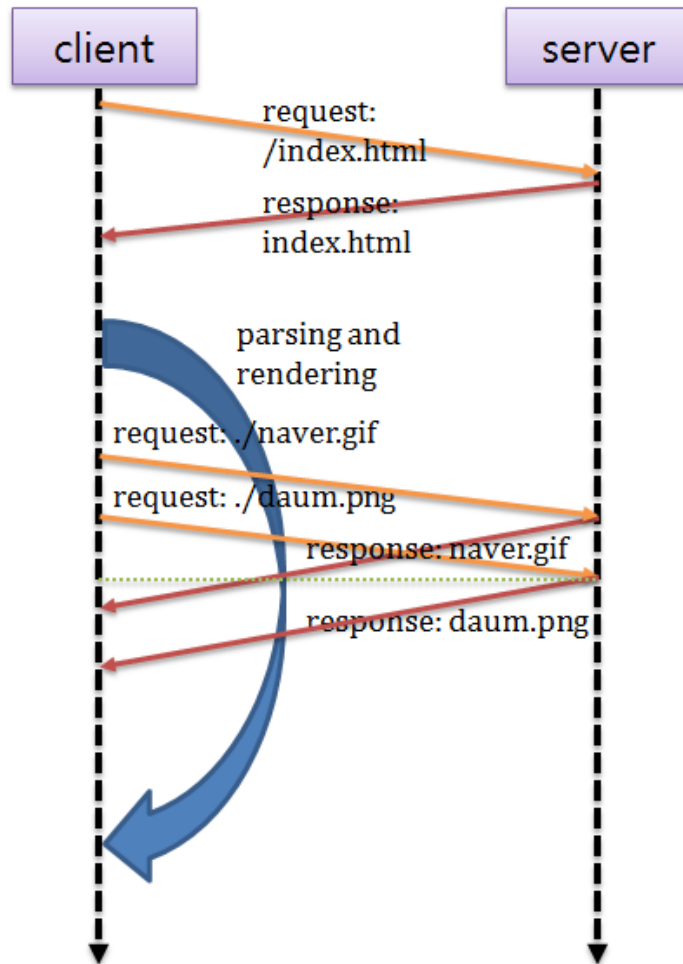 client
server
request:
/index.html
response:
index.html
parsing and
rendering
request: ./naver.gif
request: ./daum.png
response: naver.gif
response: daum.png